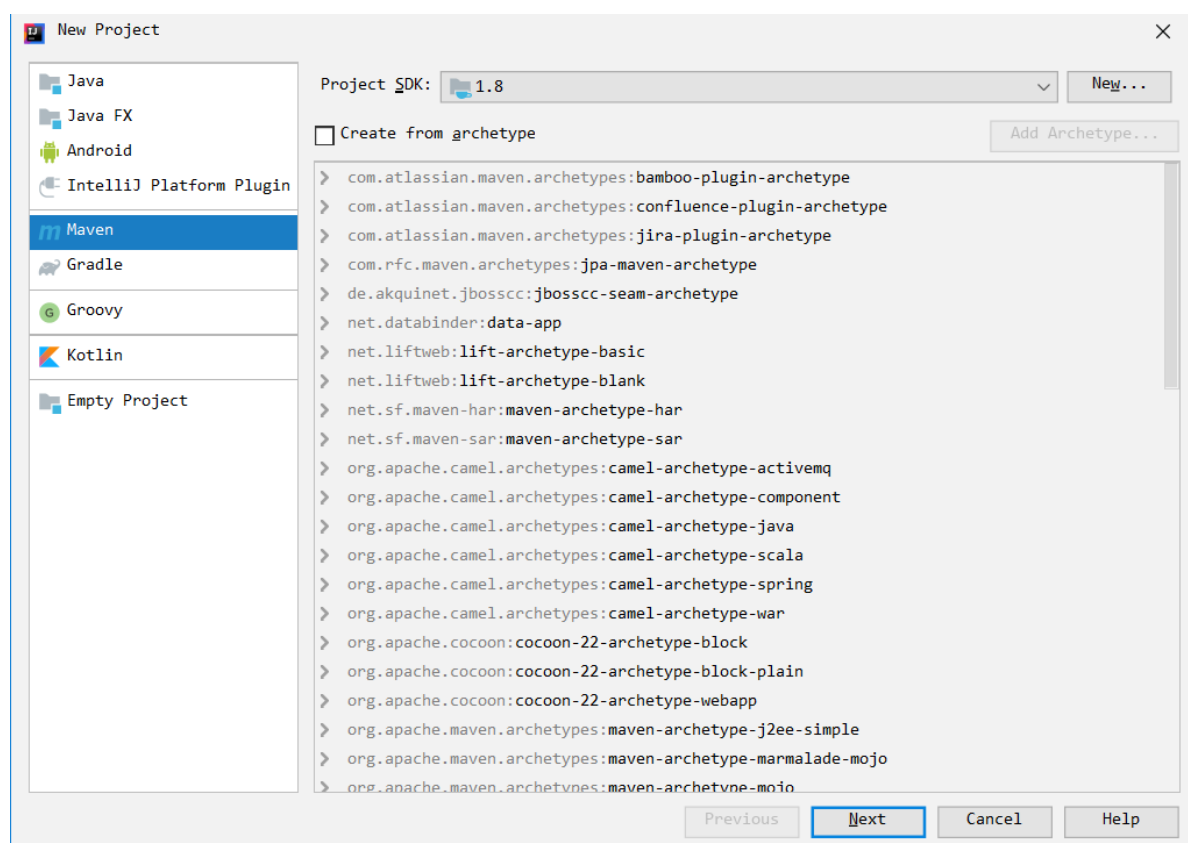 New Project
Java
Java FX
Android
IntelliJ Platform Plugin
Maven
Gradle
Groovy
Kotlin
Empty Project
Project SDK: 1.8 New...
Create from archetype Add Archetype...
com.atlassian.maven.archetypes:bamboo-plugin-archetype
com.atlassian.maven.archetypes:confluence-plugin-archetype
com.atlassian.maven.archetypes:jira-plugin-archetype
com.rfc.maven.archetypes:jpa-maven-archetype
de.akquinet.jbosscc:jbosscc-seam-archetype
net.databinder:data-app
net.liftweb:lift-archetype-basic
net.liftweb:lift-archetype-blank
net.sf.maven-har:maven-archetype-har
net.sf.maven-sar:maven-archetype-sar
org.apache.camel.archetypes:camel-archetype-activemq
org.apache.camel.archetypes:camel-archetype-component
org.apache.camel.archetypes:camel-archetype-java
org.apache.camel.archetypes:camel-archetype-scala
org.apache.camel.archetypes:camel-archetype-spring
org.apache.camel.archetypes:camel-archetype-war
org.apache.cocoon:cocoon-22-archetype-block
org.apache.cocoon:cocoon-22-archetype-block-plain
org.apache.cocoon:cocoon-22-archetype-webapp
org.apache.maven.archetypes:maven-archetype-j2ee-simple
org.apache.maven.archetypes:maven-archetype-marmalade-mojo
org.apache.maven.archetypes:maven-archetype-mojo
Previous Next Cancel Help